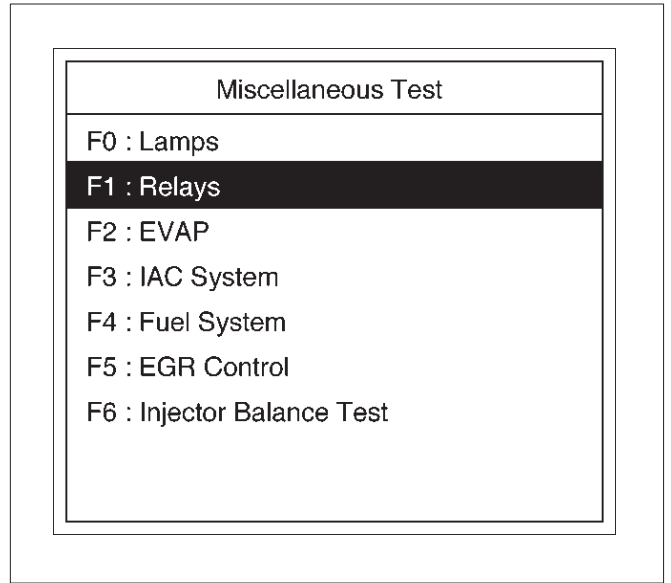 Miscellaneous Test
F0 : Lamps
F1 : Relays
F2 : EVAP
F3 : IAC System
F4 : Fuel System
F5 : EGR Control
F6 : Injector Balance Test